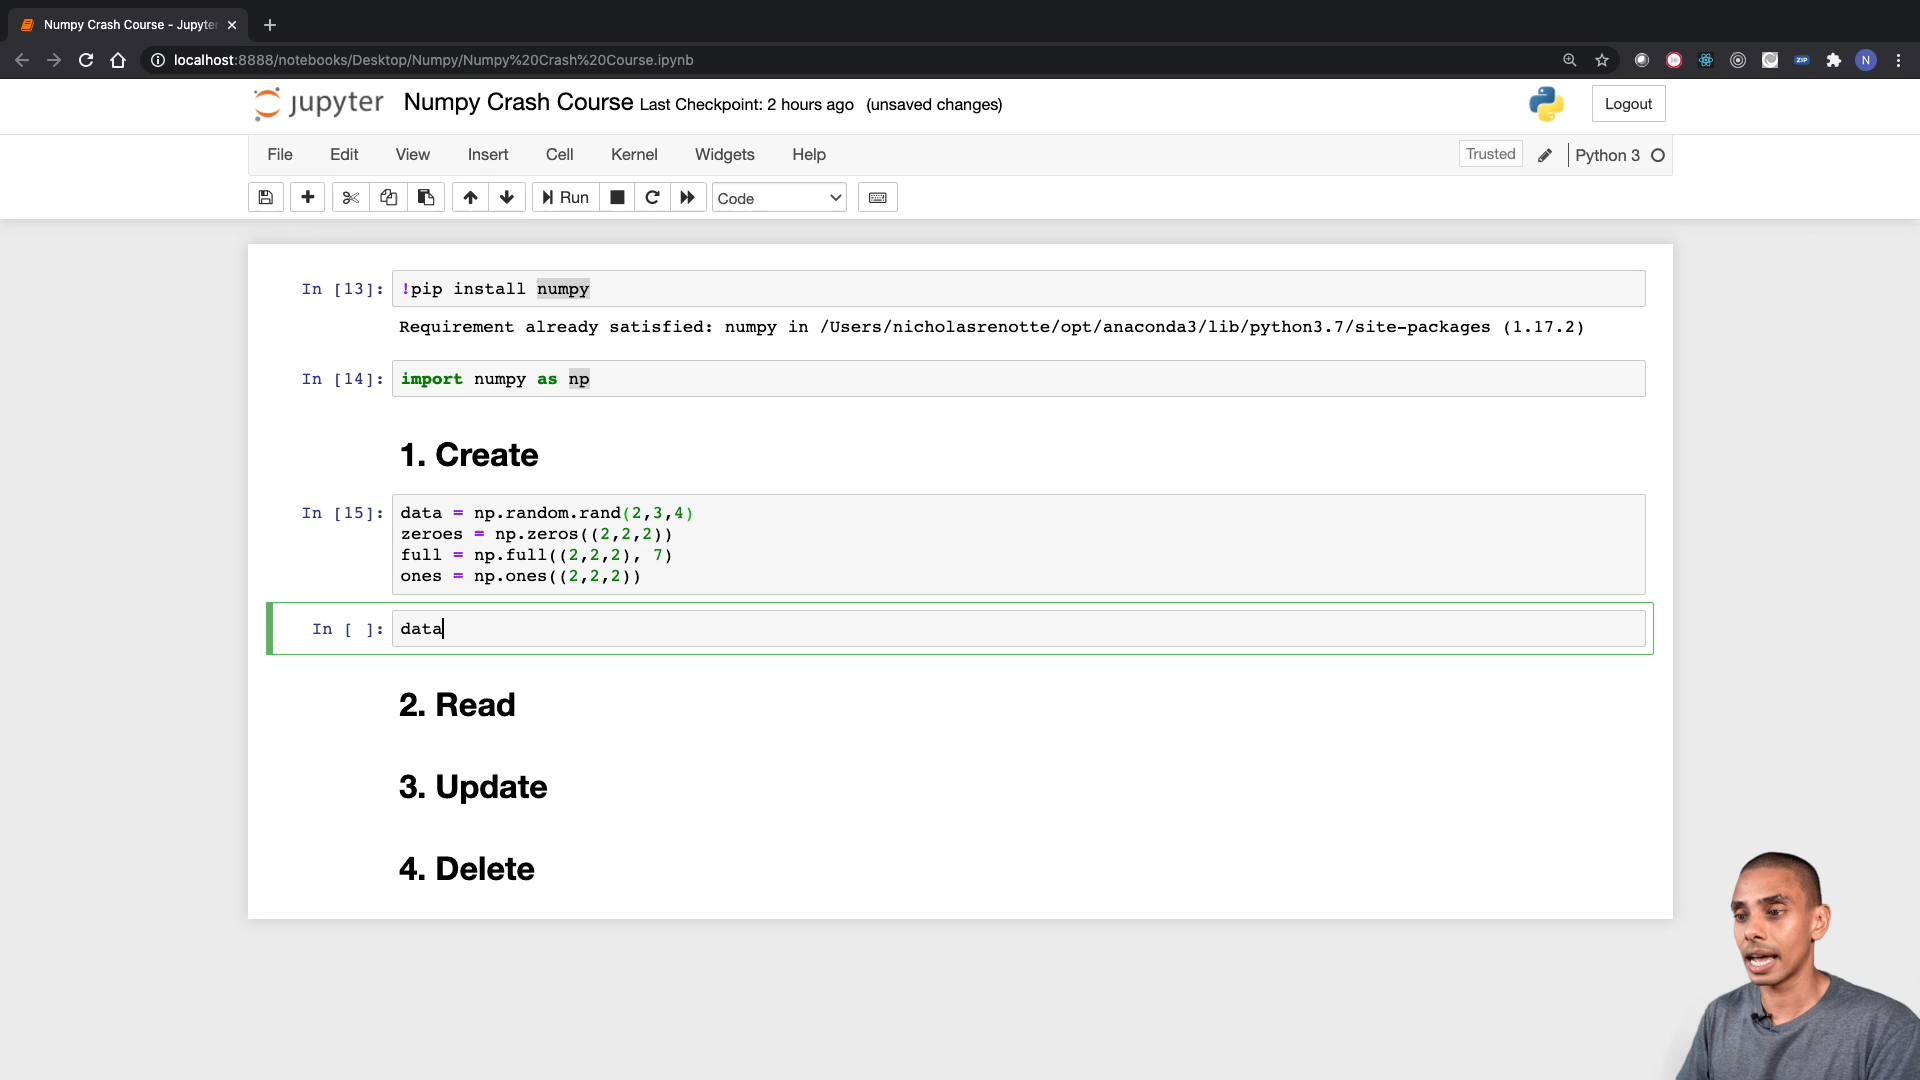 Numpy Crash Course - Jupyter
localhost:8888/notebooks/Desktop/Numpy/Numpy%20Crash%20Course.ipynb
ZIP
N
jupyter Numpy Crash Course Last Checkpoint: 2 hours ago (unsaved changes)
Logout
File Edit View Insert Cell Kernel Widgets Help
Trusted
Python 3
Run
Code
In [13]: !pip install numpy
Requirement already satisfied: numpy in /Users/nicholasrenotte/opt/anaconda3/lib/python3.7/site-packages (1.17.2)
In [14]: import numpy as np
1. Create
In [15]: data = np.random.rand(2,3,4)
zeroes = np.zeros((2,2,2))
full = np.full((2,2,2), 7)
ones = np.ones((2,2,2))
In [ ]: data
2. Read
3. Update
4. Delete